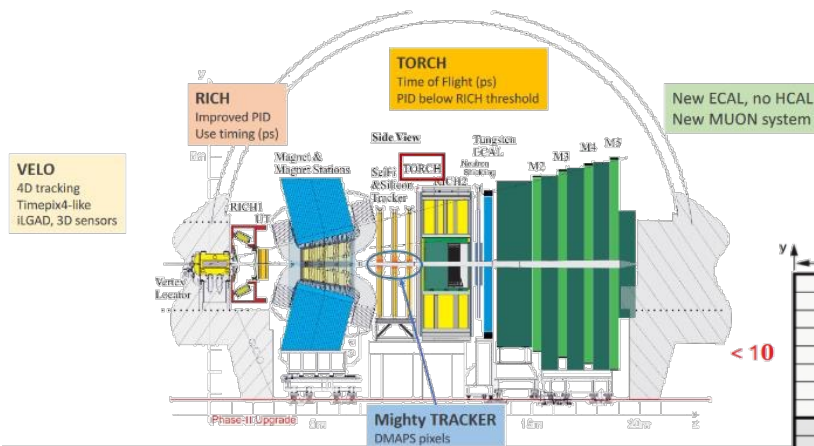 TORCH
Time of Flight (ps)
PID below RICH threshold
RICH
Improved PID
Use timing (ps)
New ECAL, no HCAL
New MUON system
VELO
4D tracking
Timepix4-like
iLGAD, 3D sensors
Side View
Magnet &
Magnet Stations
SciFi
&Silicon
Tracker
TORCH
RICH2
Tungsten
ECAL
Neutron
Shielding
M2
M3
M4
M5
RICH1
UT
Vertex
Locator
y
y
< 10
Phase-II Upgrade
5m
15m
20m
z
Mighty TRACKER
DMAPS pixels